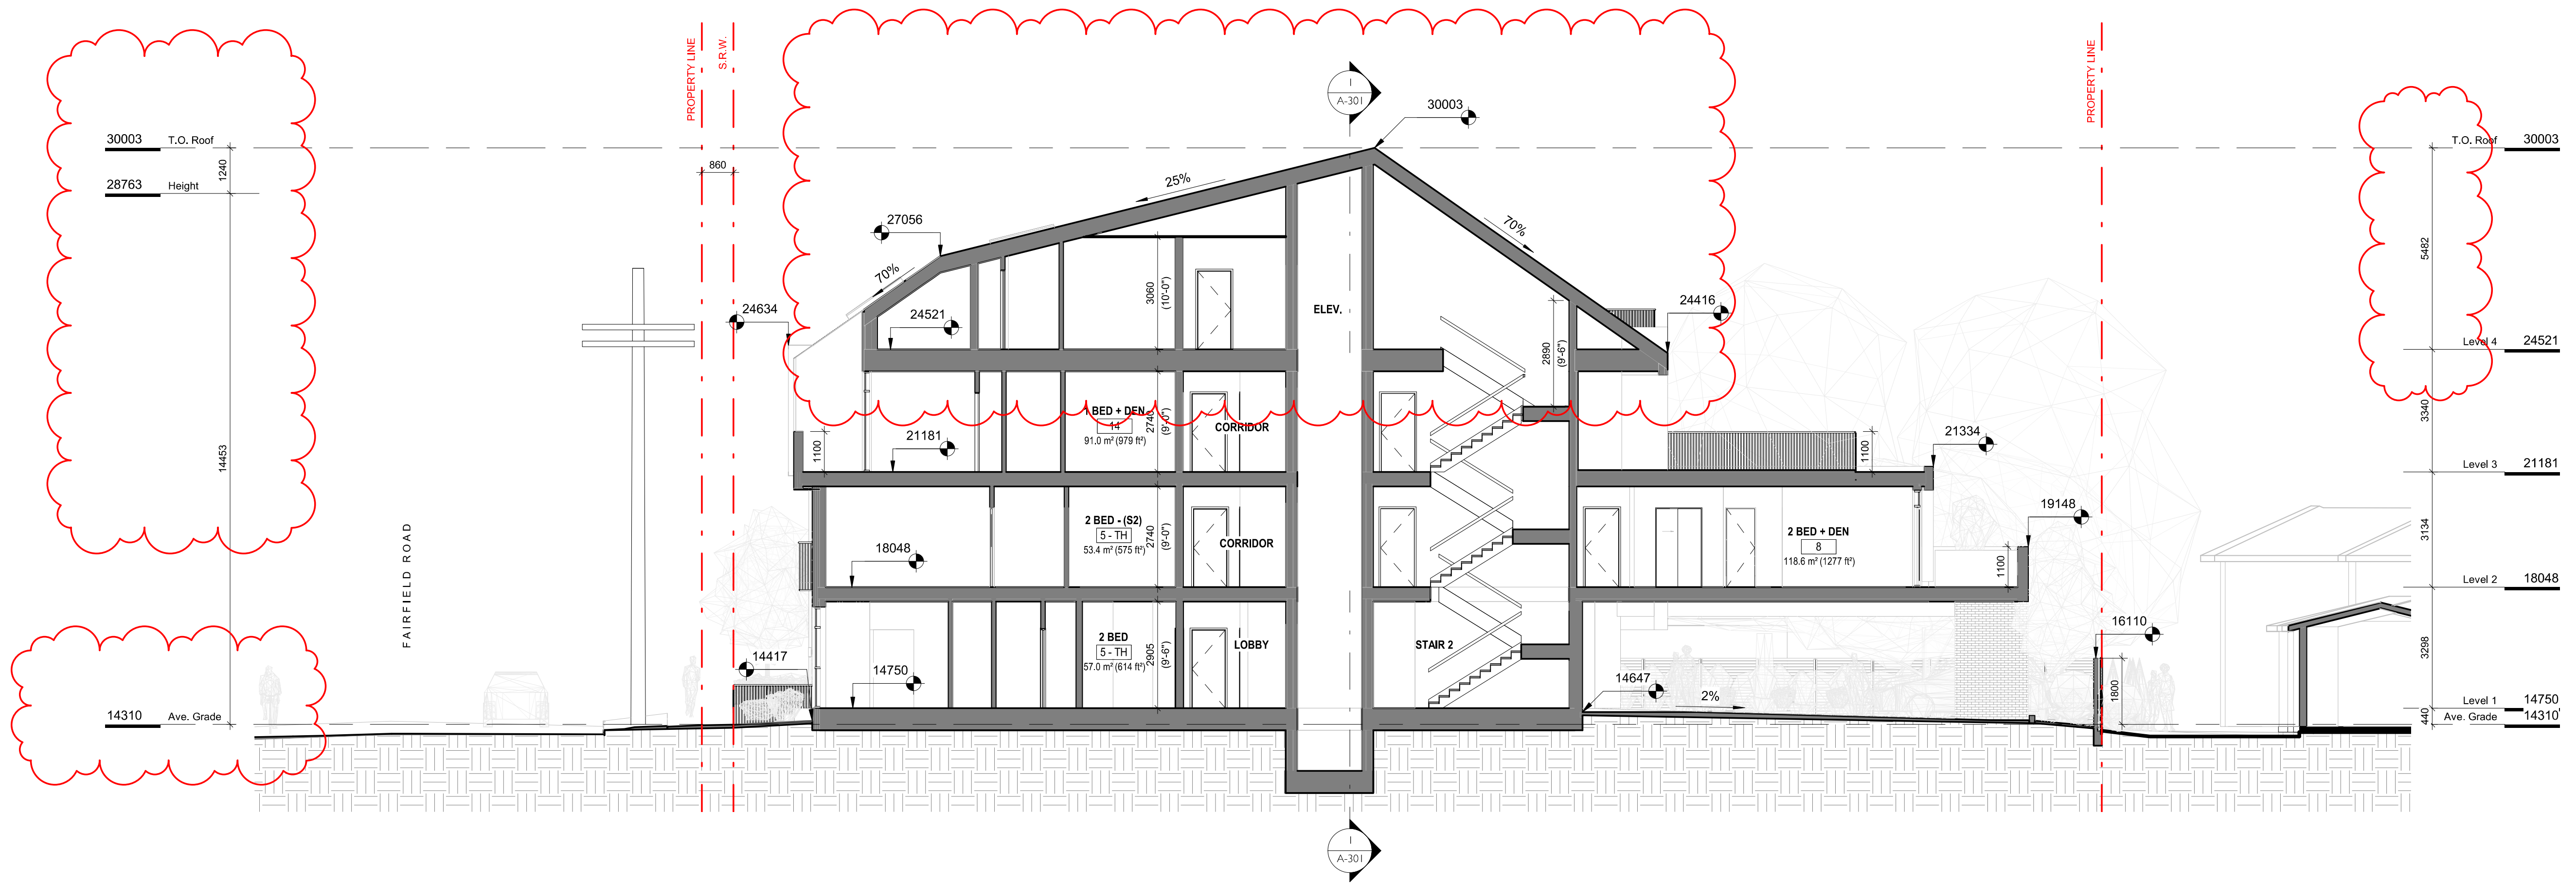 PROPERTY LINE
S.R.W.
PROPERTY LINE
1
A-301
30003
30003 T.O. Roof
T.O. Roof 30003
1240
860
28763 Height
25%
70%
27056
70%
5482
24634
24521
3060
(10'-0")
ELEV.
2890
(9'-6")
24416
Level 4 24521
3340
1 BED + DEN
14
91.0 m² (979 ft²)
2740
(9'-0")
CORRIDOR
14453
1100
21181
1100
21334
Level 3 21181
19148
3134
FAIRFIELD ROAD
18048
2 BED - (S2)
5 - TH
53.4 m² (575 ft²)
2740
(9'-0")
CORRIDOR
2 BED + DEN
8
118.6 m² (1277 ft²)
1100
Level 2 18048
16110
3298
14417
14750
2 BED
5 - TH
57.0 m² (614 ft²)
2905
(9'-6")
LOBBY
STAIR 2
14647
2%
1800
Level 1 14750
440
14310 Ave. Grade
Ave. Grade 14310
1
A-301